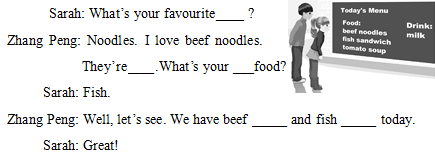 Sarah: What's your favourite____ ?
Zhang Peng: Noodles. I love beef noodles.
They're____.What's your ___food?
Sarah: Fish.
Zhang Peng: Well, let's see. We have beef _____ and fish _____ today.
Sarah: Great!
Today's Menu
Food:
beef noodles
fish sandwich
tomato soup
Drink:
milk